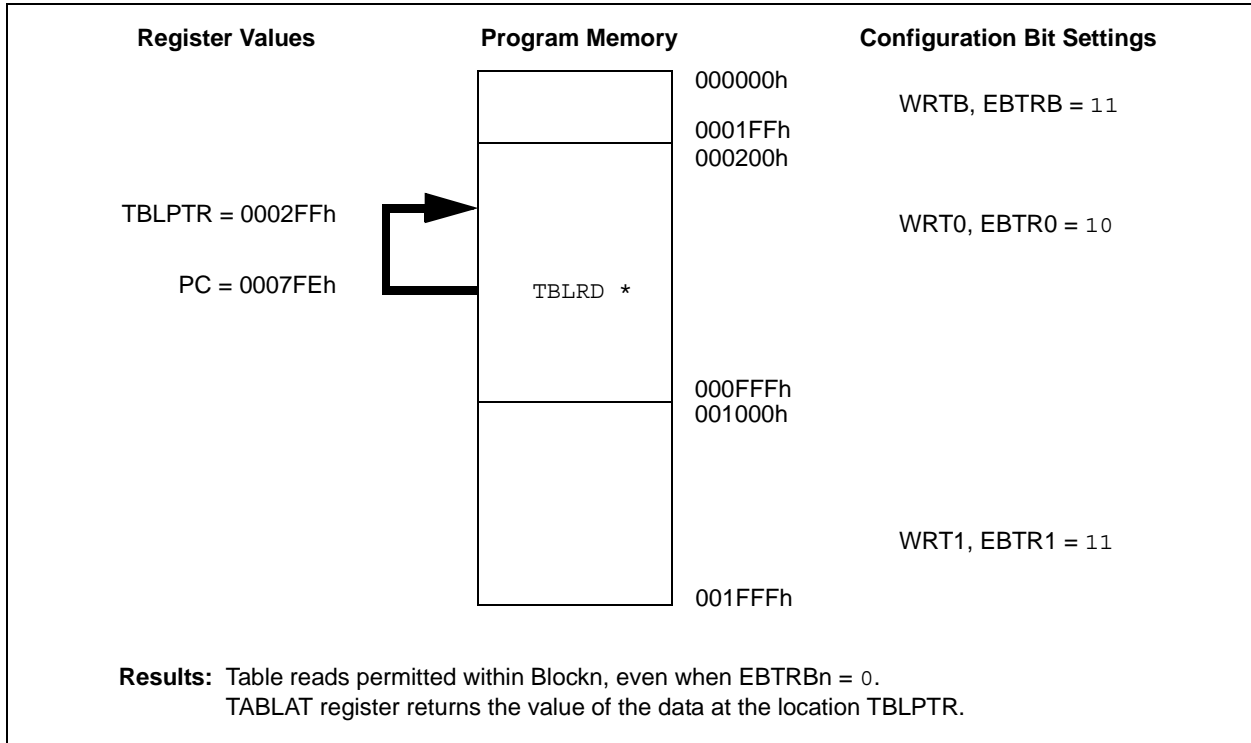 Register Values Program Memory Configuration Bit Settings
000000h
WRTB, EBTRB = 11
0001FFh
000200h
TBLPTR = 0002FFh
WRT0, EBTR0 = 10
PC = 0007FEh
TBLRD *
000FFFh
001000h
WRT1, EBTR1 = 11
001FFFh
Results: Table reads permitted within Blockn, even when EBTRBn = 0.
TABLAT register returns the value of the data at the location TBLPTR.